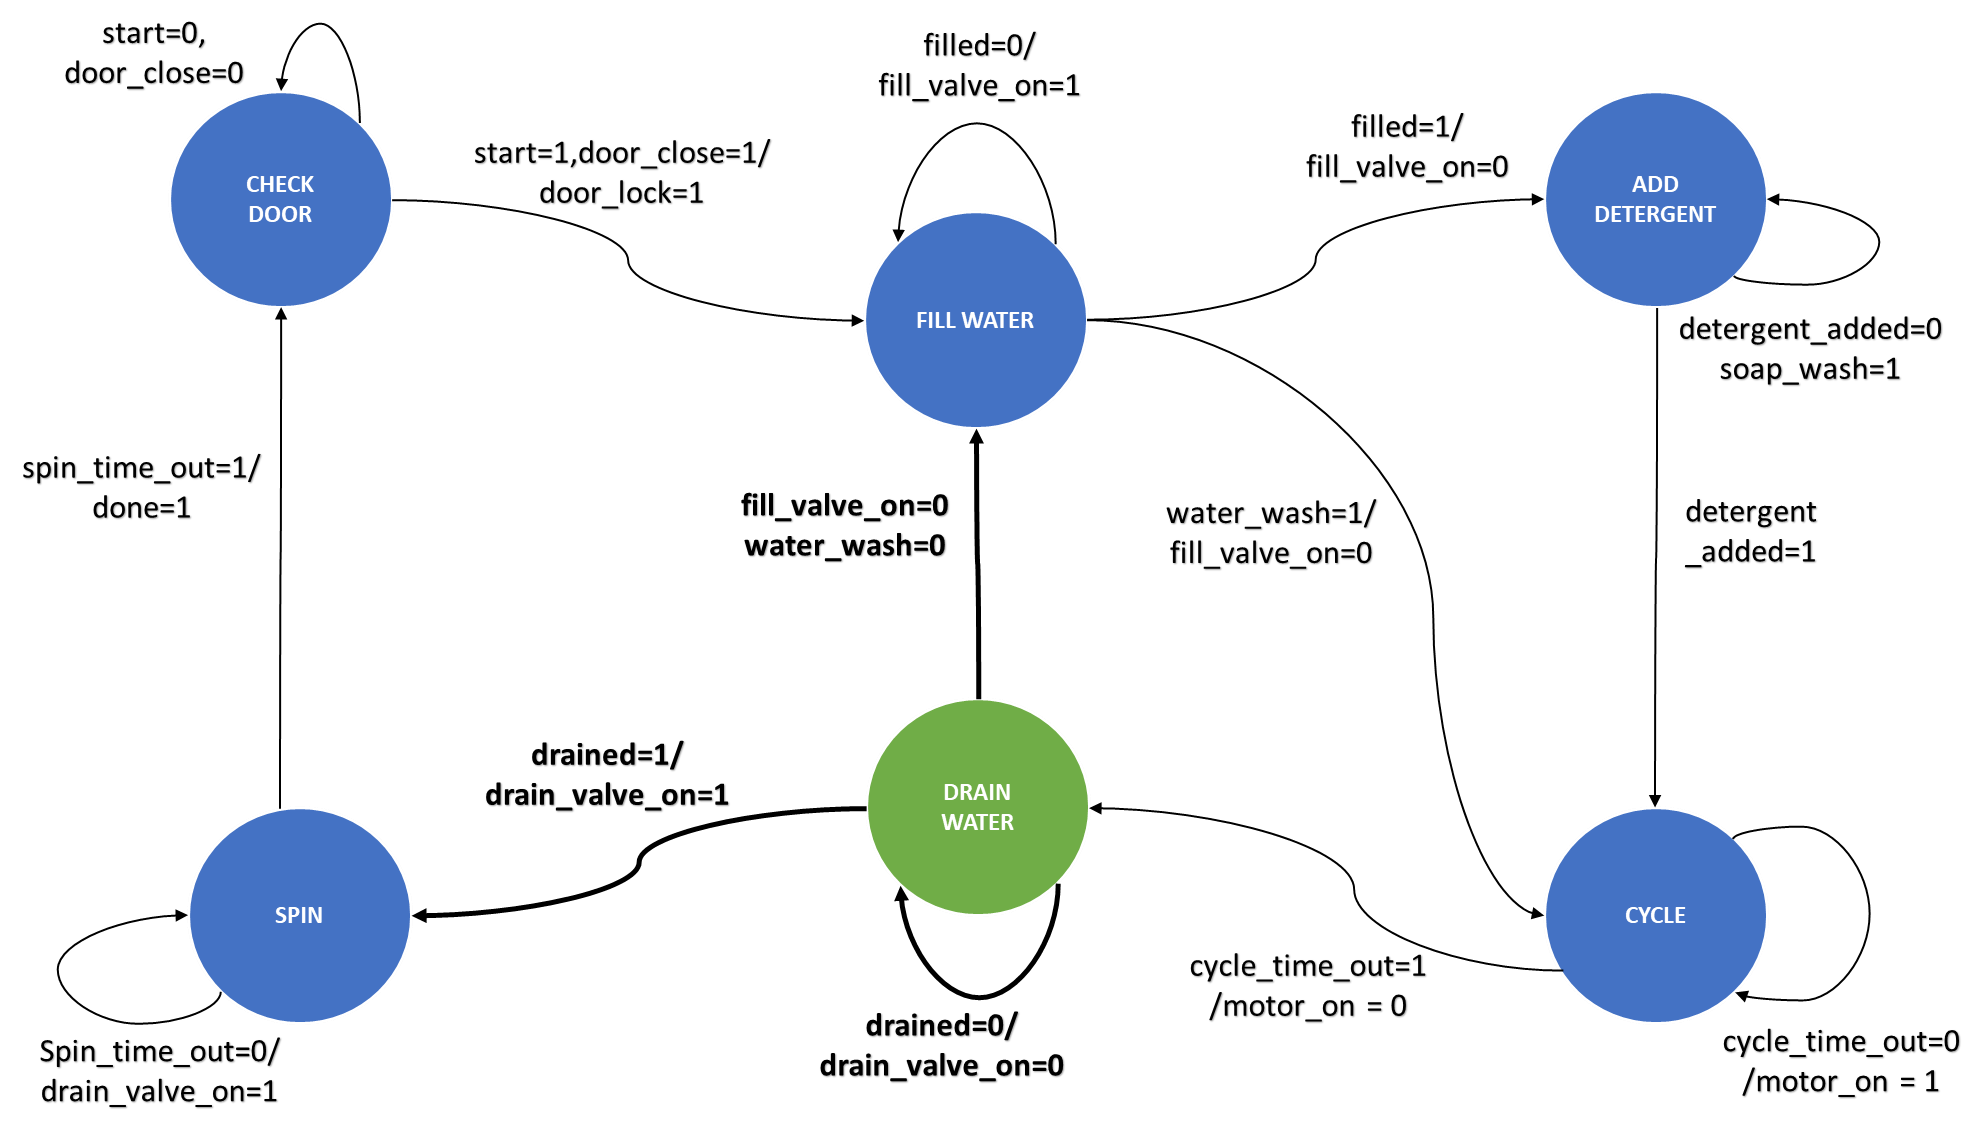 start=0,
door_close=0
filled=0/
fill_valve_on=1
filled=1/
fill_valve_on=0
start=1,door_close=1/
door_lock=1
CHECK
DOOR
ADD
DETERGENT
FILL WATER
detergent_added=0
soap_wash=1
spin_time_out=1/
done=1
fill_valve_on=0
water_wash=0
water_wash=1/
fill_valve_on=0
detergent
_added=1
drained=1/
drain_valve_on=1
DRAIN
WATER
SPIN
CYCLE
cycle_time_out=1
/motor_on = 0
drained=0/
drain_valve_on=0
Spin_time_out=0/
drain_valve_on=1
cycle_time_out=0
/motor_on = 1